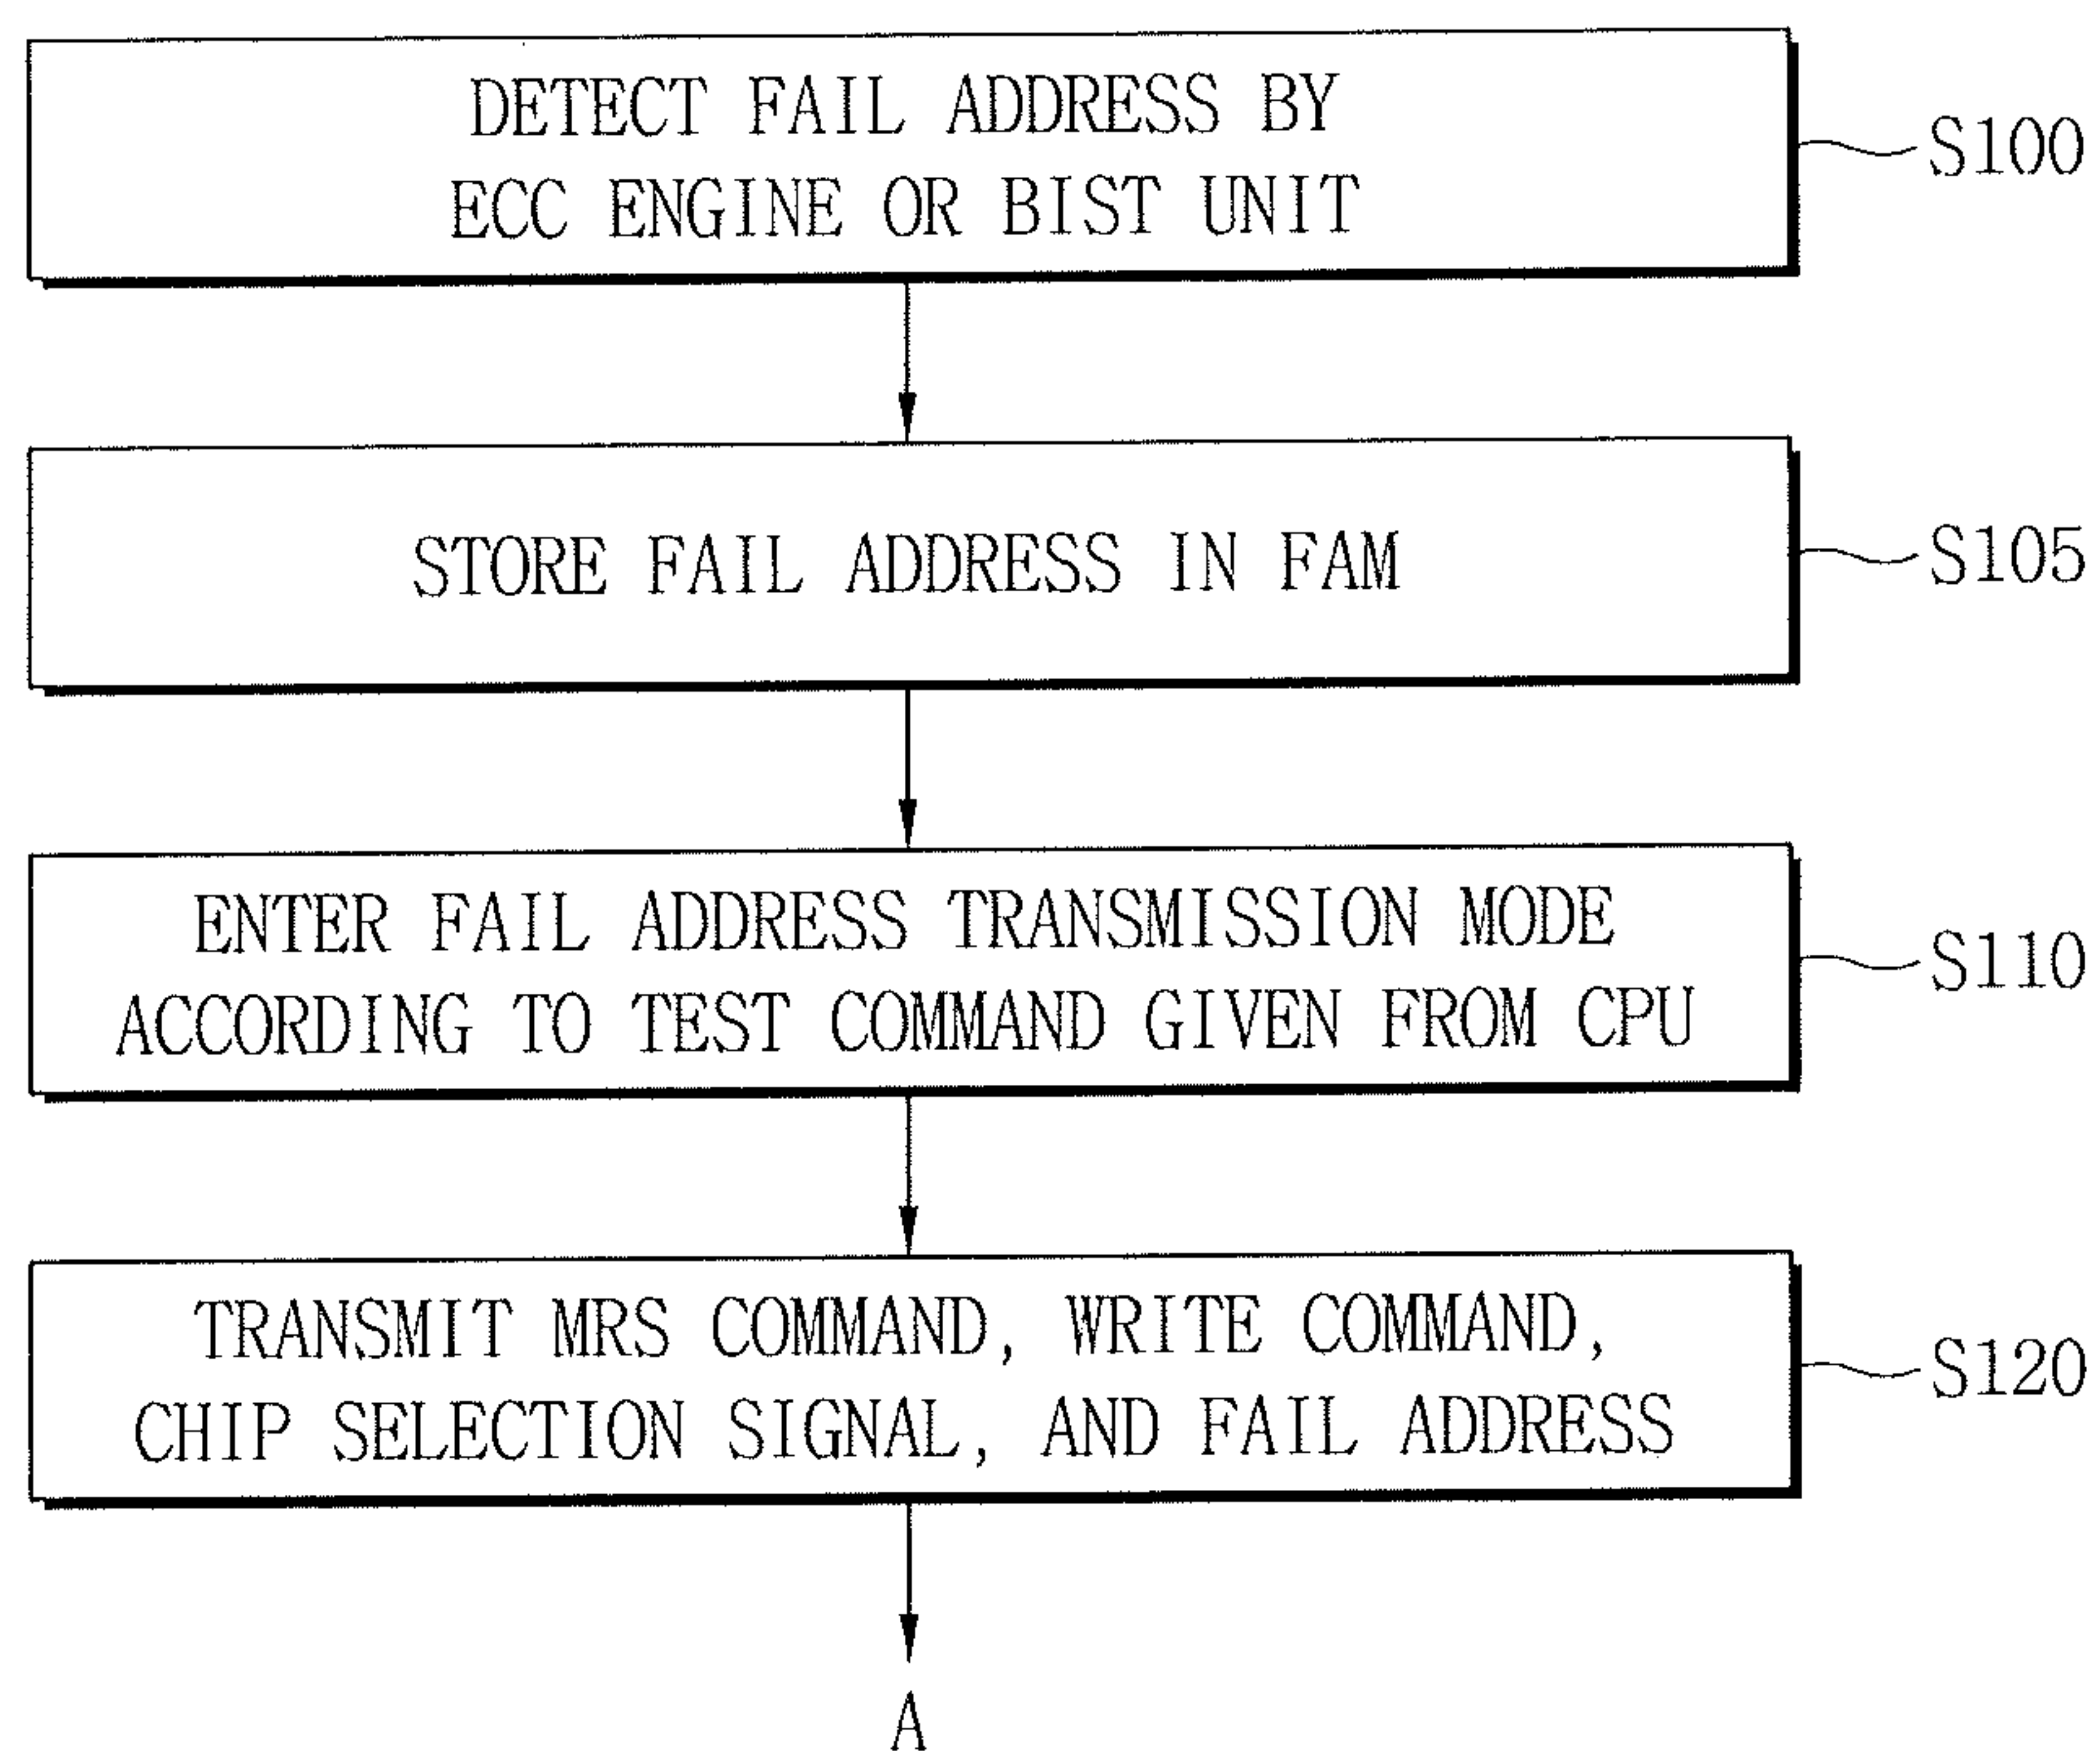 DETECT FAIL ADDRESS BY
ECC ENGINE OR BIST UNIT
S100
STORE FAIL ADDRESS IN FAM
S105
ENTER FAIL ADDRESS TRANSMISSION MODE
ACCORDING TO TEST COMMAND GIVEN FROM CPU
S110
TRANSMIT MRS COMMAND, WRITE COMMAND,
CHIP SELECTION SIGNAL, AND FAIL ADDRESS
S120
A